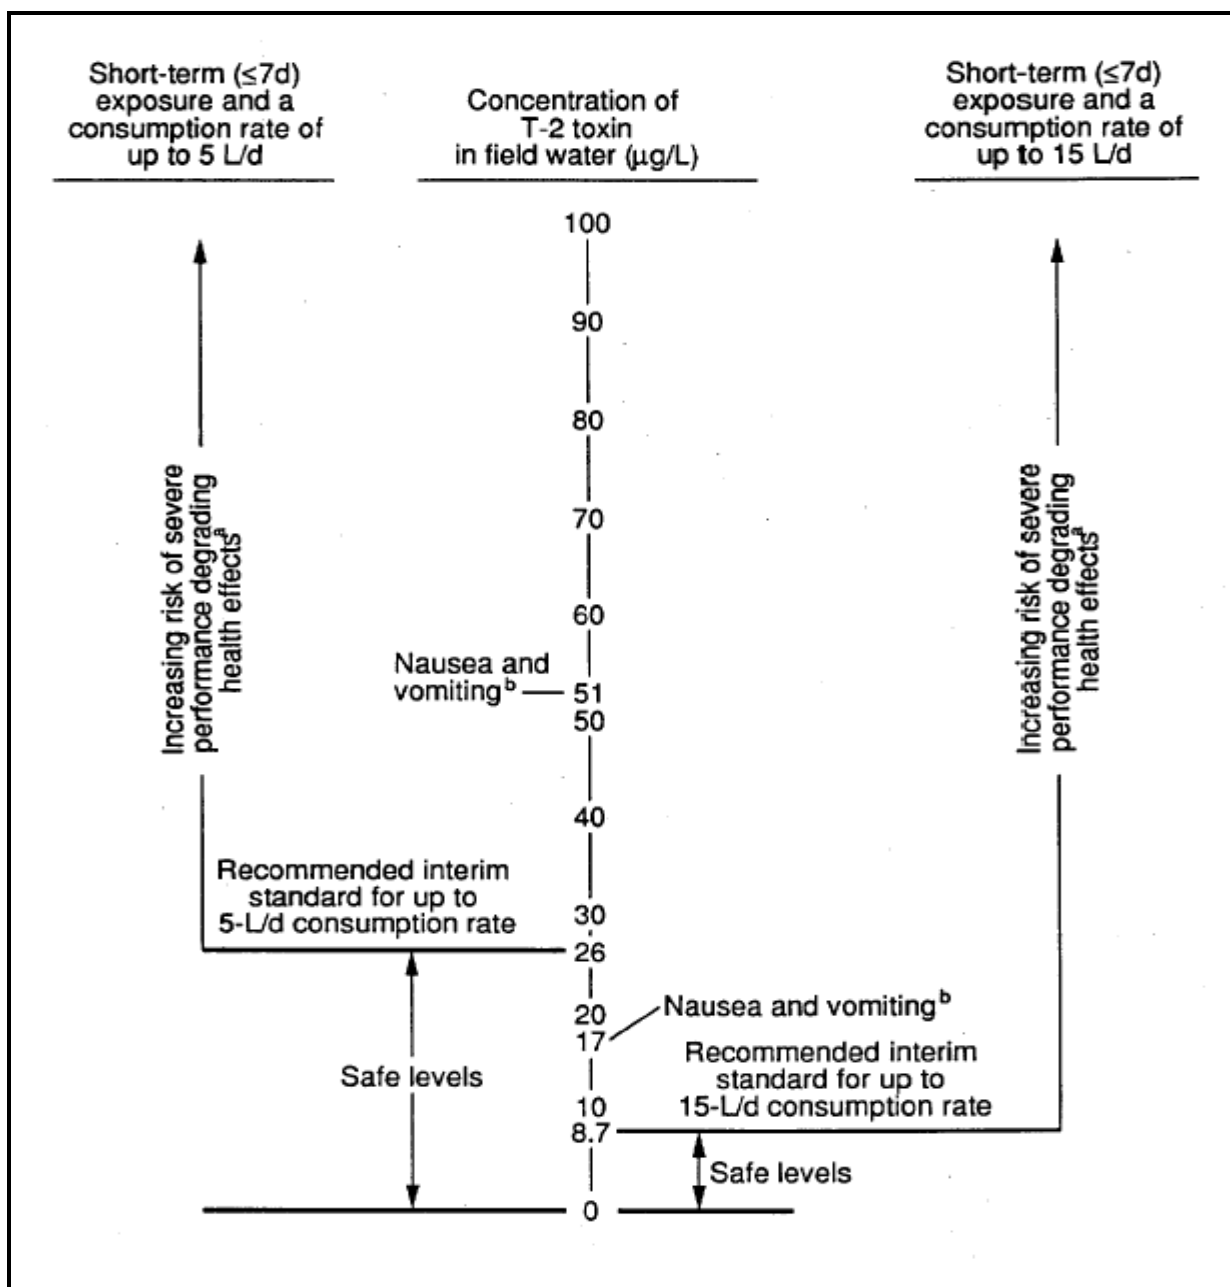 Short-term (≤7d)
exposure and a
consumption rate of
up to 5 L/d
Concentration of
T-2 toxin
in field water (μg/L)
Short-term (≤7d)
exposure and a
consumption rate of
up to 15 L/d
100
90
80
70
60
Nausea and
vomiting b
51
50
40
30
26
20
17
10
8.7
0
Increasing risk of severe
performance degrading
health effects a
Recommended interim
standard for up to
5-L/d consumption rate
Safe levels
Nausea and vomiting b
Recommended interim
standard for up to
15-L/d consumption rate
Safe levels
Increasing risk of severe
performance degrading
health effects a